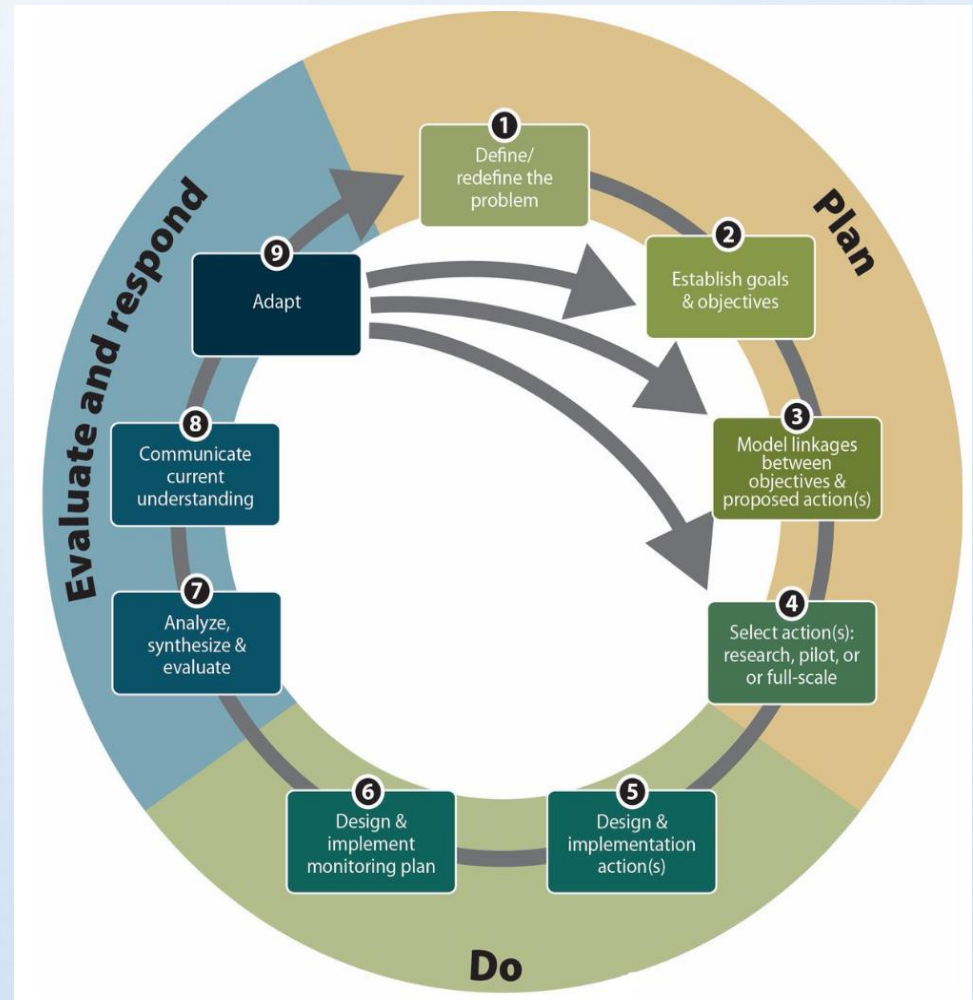 1
Define/
redefine the
problem
2
Establish goals
& objectives
3
Model linkages
between
objectives &
proposed action(s)
4
Select action(s):
research, pilot, or
or full-scale
5
Design &
implementation
action(s)
6
Design &
implement
monitoring plan
7
Analyze,
synthesize &
evaluate
8
Communicate
current
understanding
9
Adapt
Plan
Do
Evaluate and respond